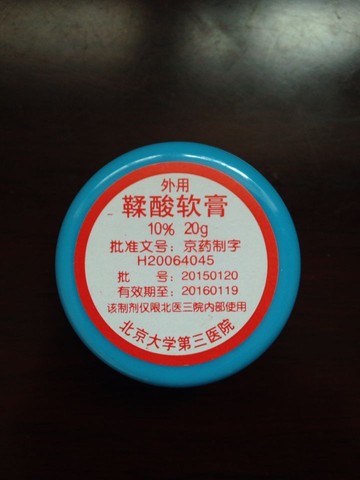 外用
鞣酸软膏
10% 20g
批准文号：京药制字
H20064045
批 号：20150120
有效期至：20160119
该制剂仅限北医三院内部使用
北京大学第三医院